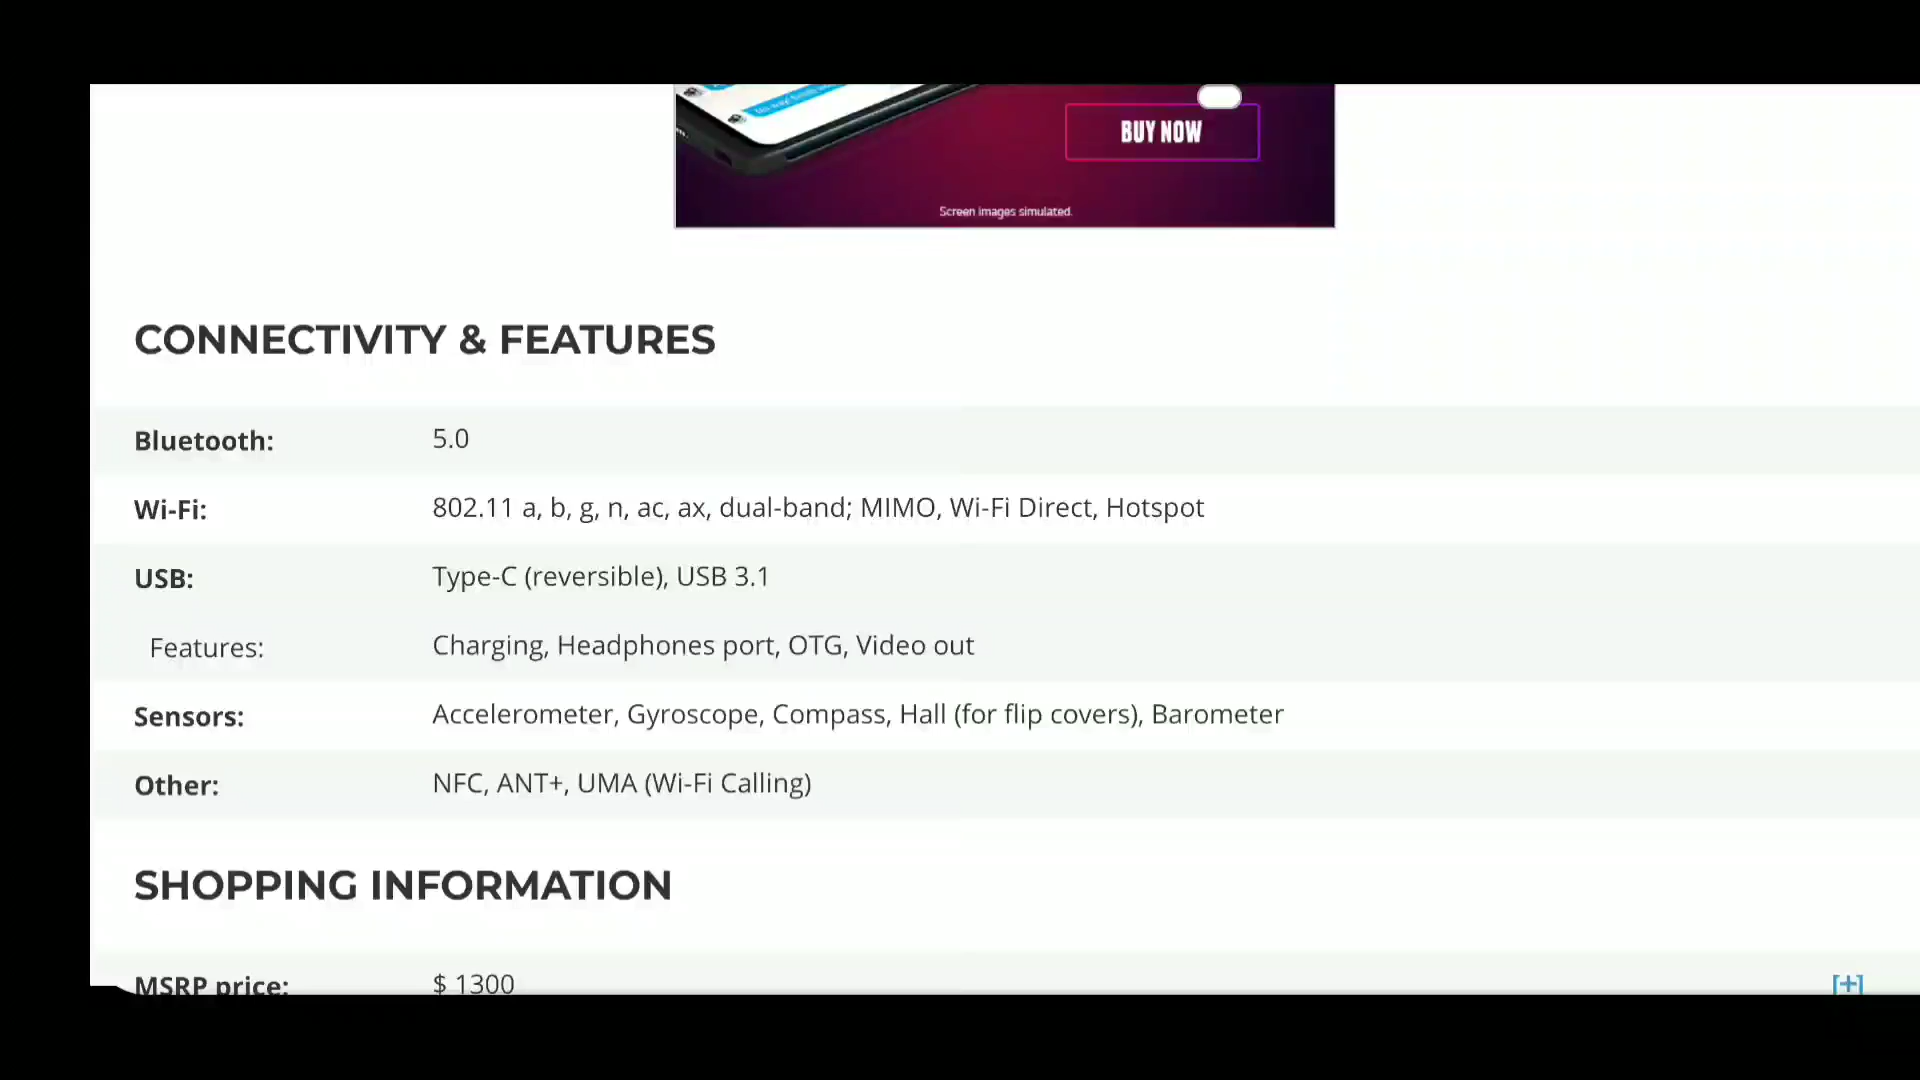 BUY NOW
Screen images simulated.
CONNECTIVITY & FEATURES
Bluetooth: 5.0
Wi-Fi: 802.11 a, b, g, n, ac, ax, dual-band; MIMO, Wi-Fi Direct, Hotspot
USB: Type-C (reversible), USB 3.1
Features: Charging, Headphones port, OTG, Video out
Sensors: Accelerometer, Gyroscope, Compass, Hall (for flip covers), Barometer
Other: NFC, ANT+, UMA (Wi-Fi Calling)
SHOPPING INFORMATION
MSRP price: $ 1300 [+]